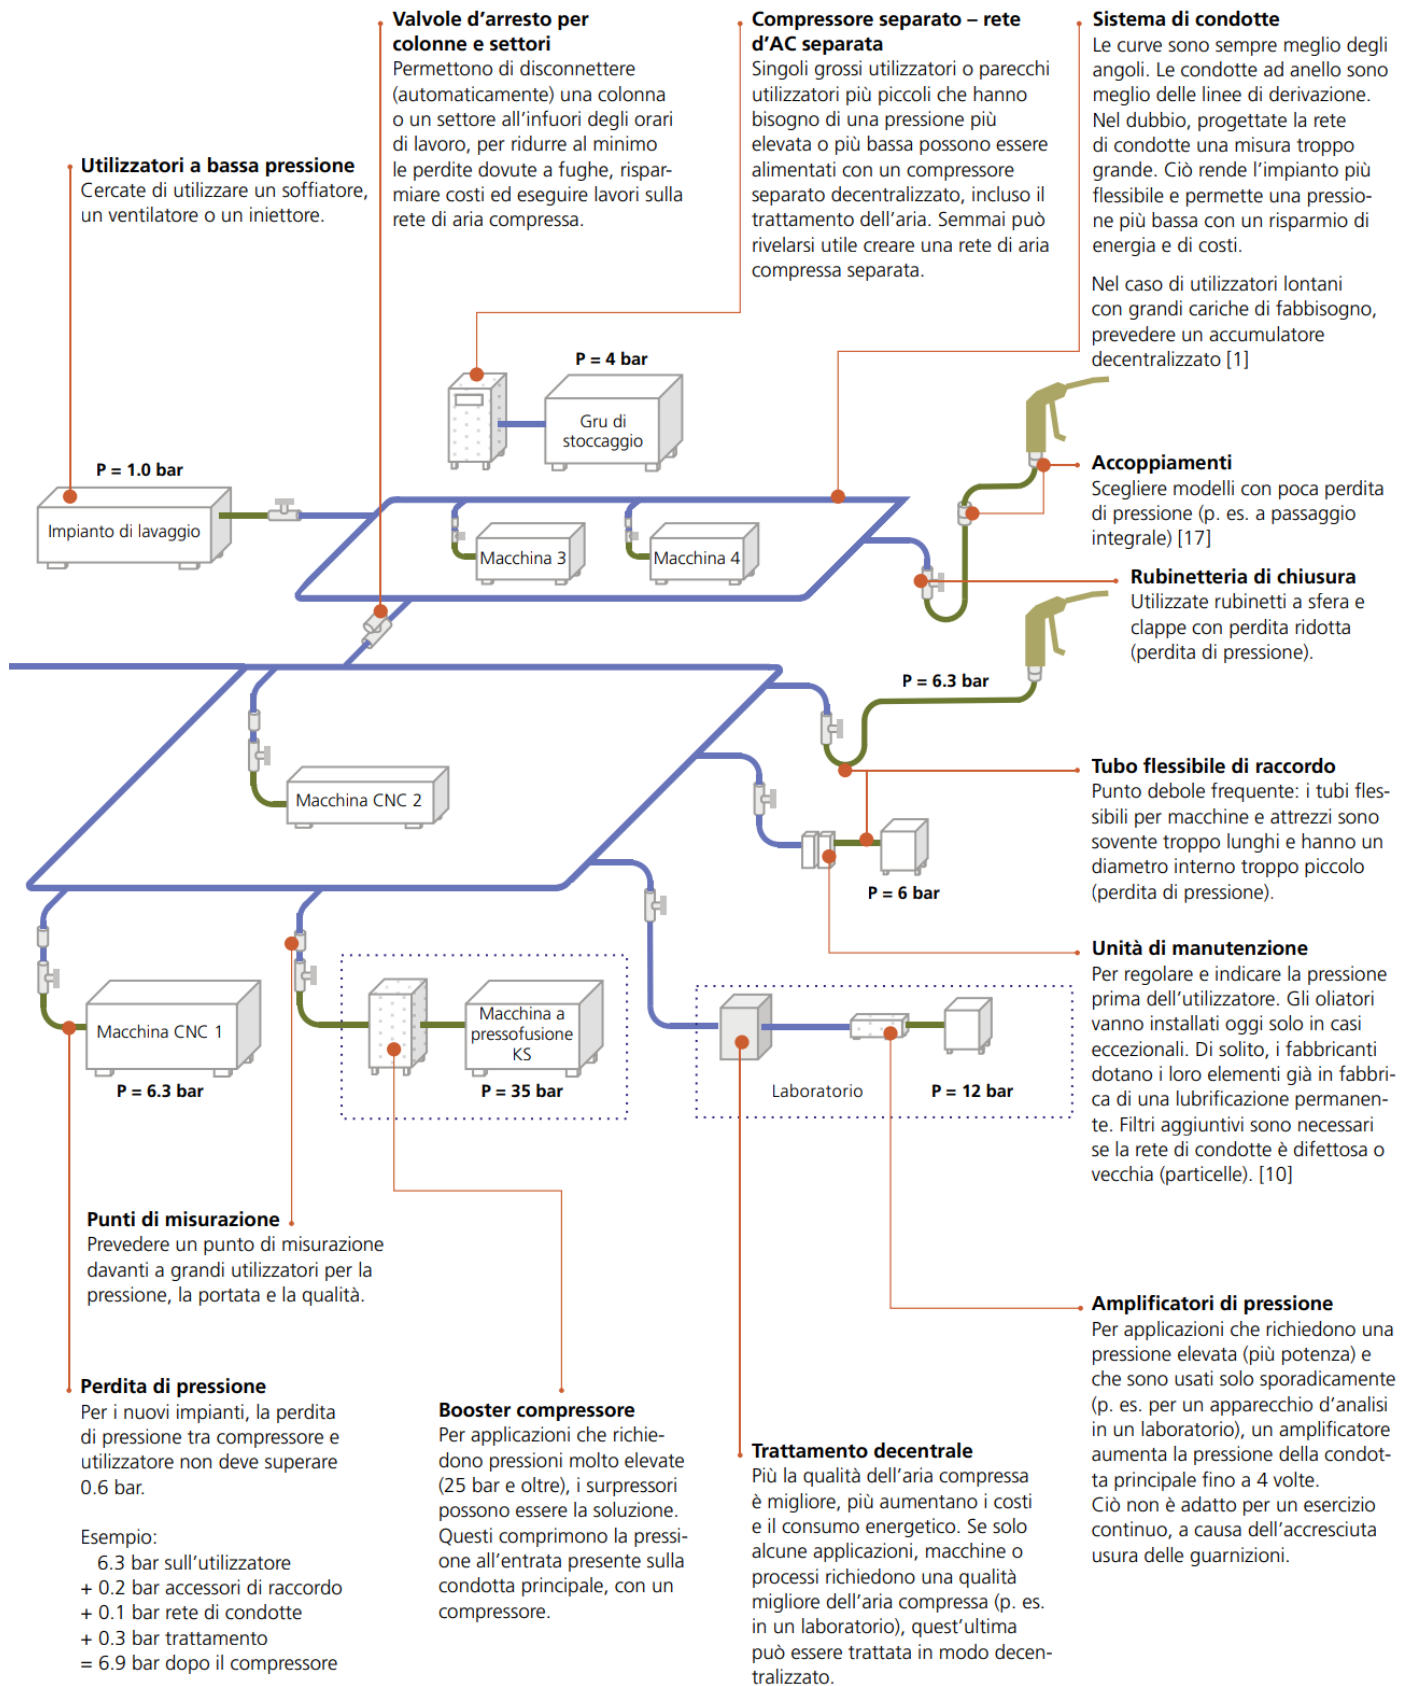 Valvole d’arresto per
colonne e settori
Permettono di disconnettere
(automaticamente) una colonna
o un settore all’infuori degli orari
di lavoro, per ridurre al minimo
le perdite dovute a fughe, rispar-
miare costi ed eseguire lavori sulla
rete di aria compressa.
Compressore separato – rete
d’AC separata
Singoli grossi utilizzatori o parecchi
utilizzatori più piccoli che hanno
bisogno di una pressione più
elevata o più bassa possono essere
alimentati con un compressore
separato decentralizzato, incluso il
trattamento dell’aria. Semmai può
rivelarsi utile creare una rete di aria
compressa separata.
Sistema di condotte
Le curve sono sempre meglio degli
angoli. Le condotte ad anello sono
meglio delle linee di derivazione.
Nel dubbio, progettate la rete
di condotte una misura troppo
grande. Ciò rende l’impianto più
flessibile e permette una pressio-
ne più bassa con un risparmio di
energia e di costi.
Nel caso di utilizzatori lontani
con grandi cariche di fabbisogno,
prevedere un accumulatore
decentralizzato [1]
Utilizzatori a bassa pressione
Cercate di utilizzare un soffiatore,
un ventilatore o un iniettore.
P = 4 bar
Gru di
stoccaggio
P = 1.0 bar
Impianto di lavaggio
Macchina 3
Macchina 4
Accoppiamenti
Scegliere modelli con poca perdita
di pressione (p. es. a passaggio
integrale) [17]
Rubinetteria di chiusura
Utilizzate rubinetti a sfera e
clappe con perdita ridotta
(perdita di pressione).
P = 6.3 bar
Macchina CNC 2
Tubo flessibile di raccordo
Punto debole frequente: i tubi fles-
sibili per macchine e attrezzi sono
sovente troppo lunghi e hanno un
diametro interno troppo piccolo
(perdita di pressione).
P = 6 bar
Unità di manutenzione
Per regolare e indicare la pressione
prima dell’utilizzatore. Gli oliatori
vanno installati oggi solo in casi
eccezionali. Di solito, i fabbricanti
dotano i loro elementi già in fabbri-
ca di una lubrificazione permanen-
te. Filtri aggiuntivi sono necessari
se la rete di condotte è difettosa o
vecchia (particelle). [10]
Macchina CNC 1
P = 6.3 bar
Macchina a
pressofusione
KS
P = 35 bar
Laboratorio
P = 12 bar
Punti di misurazione
Prevedere un punto di misurazione
davanti a grandi utilizzatori per la
pressione, la portata e la qualità.
Perdita di pressione
Per i nuovi impianti, la perdita
di pressione tra compressore e
utilizzatore non deve superare
0.6 bar.
Esempio:
6.3 bar sull’utilizzatore
+ 0.2 bar accessori di raccordo
+ 0.1 bar rete di condotte
+ 0.3 bar trattamento
= 6.9 bar dopo il compressore
Booster compressore
Per applicazioni che richie-
dono pressioni molto elevate
(25 bar e oltre), i surpressori
possono essere la soluzione.
Questi comprimono la pressi-
one all’entrata presente sulla
condotta principale, con un
compressore.
Trattamento decentrale
Più la qualità dell’aria compressa
è migliore, più aumentano i costi
e il consumo energetico. Se solo
alcune applicazioni, macchine o
processi richiedono una qualità
migliore dell’aria compressa (p. es.
in un laboratorio), quest’ultima
può essere trattata in modo decen-
tralizzato.
Amplificatori di pressione
Per applicazioni che richiedono una
pressione elevata (più potenza) e
che sono usati solo sporadicamente
(p. es. per un apparecchio d’analisi
in un laboratorio), un amplificatore
aumenta la pressione della condot-
ta principale fino a 4 volte.
Ciò non è adatto per un esercizio
continuo, a causa dell’accresciuta
usura delle guarnizioni.